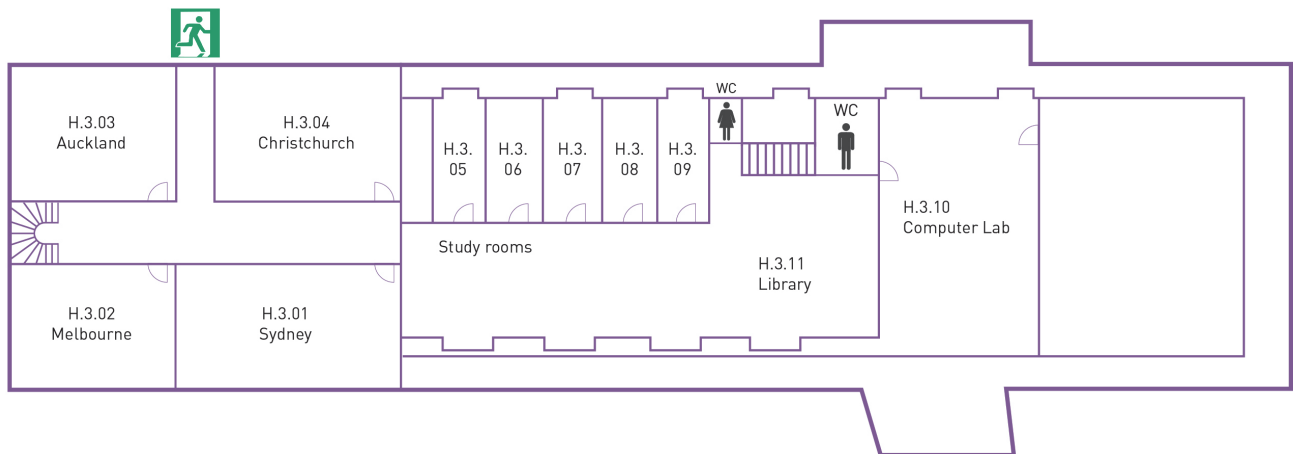 H.3.03
Auckland
H.3.04
Christchurch
WC
WC
H.3.
05
H.3.
06
H.3.
07
H.3.
08
H.3.
09
H.3.10
Computer Lab
Study rooms
H.3.11
Library
H.3.02
Melbourne
H.3.01
Sydney